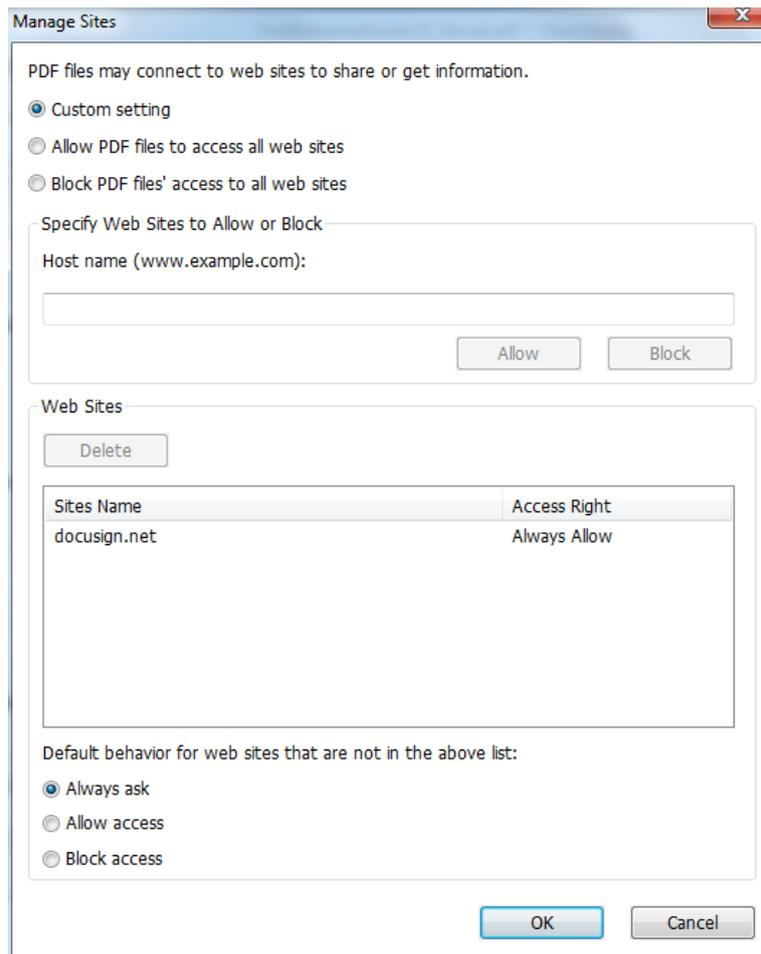 Manage Sites
PDF files may connect to web sites to share or get information.
Custom setting
Allow PDF files to access all web sites
Block PDF files' access to all web sites
Specify Web Sites to Allow or Block
Host name (www.example.com):
Allow Block
Web Sites
Delete
Sites Name Access Right
docusign.net Always Allow
Default behavior for web sites that are not in the above list:
Always ask
Allow access
Block access
OK Cancel